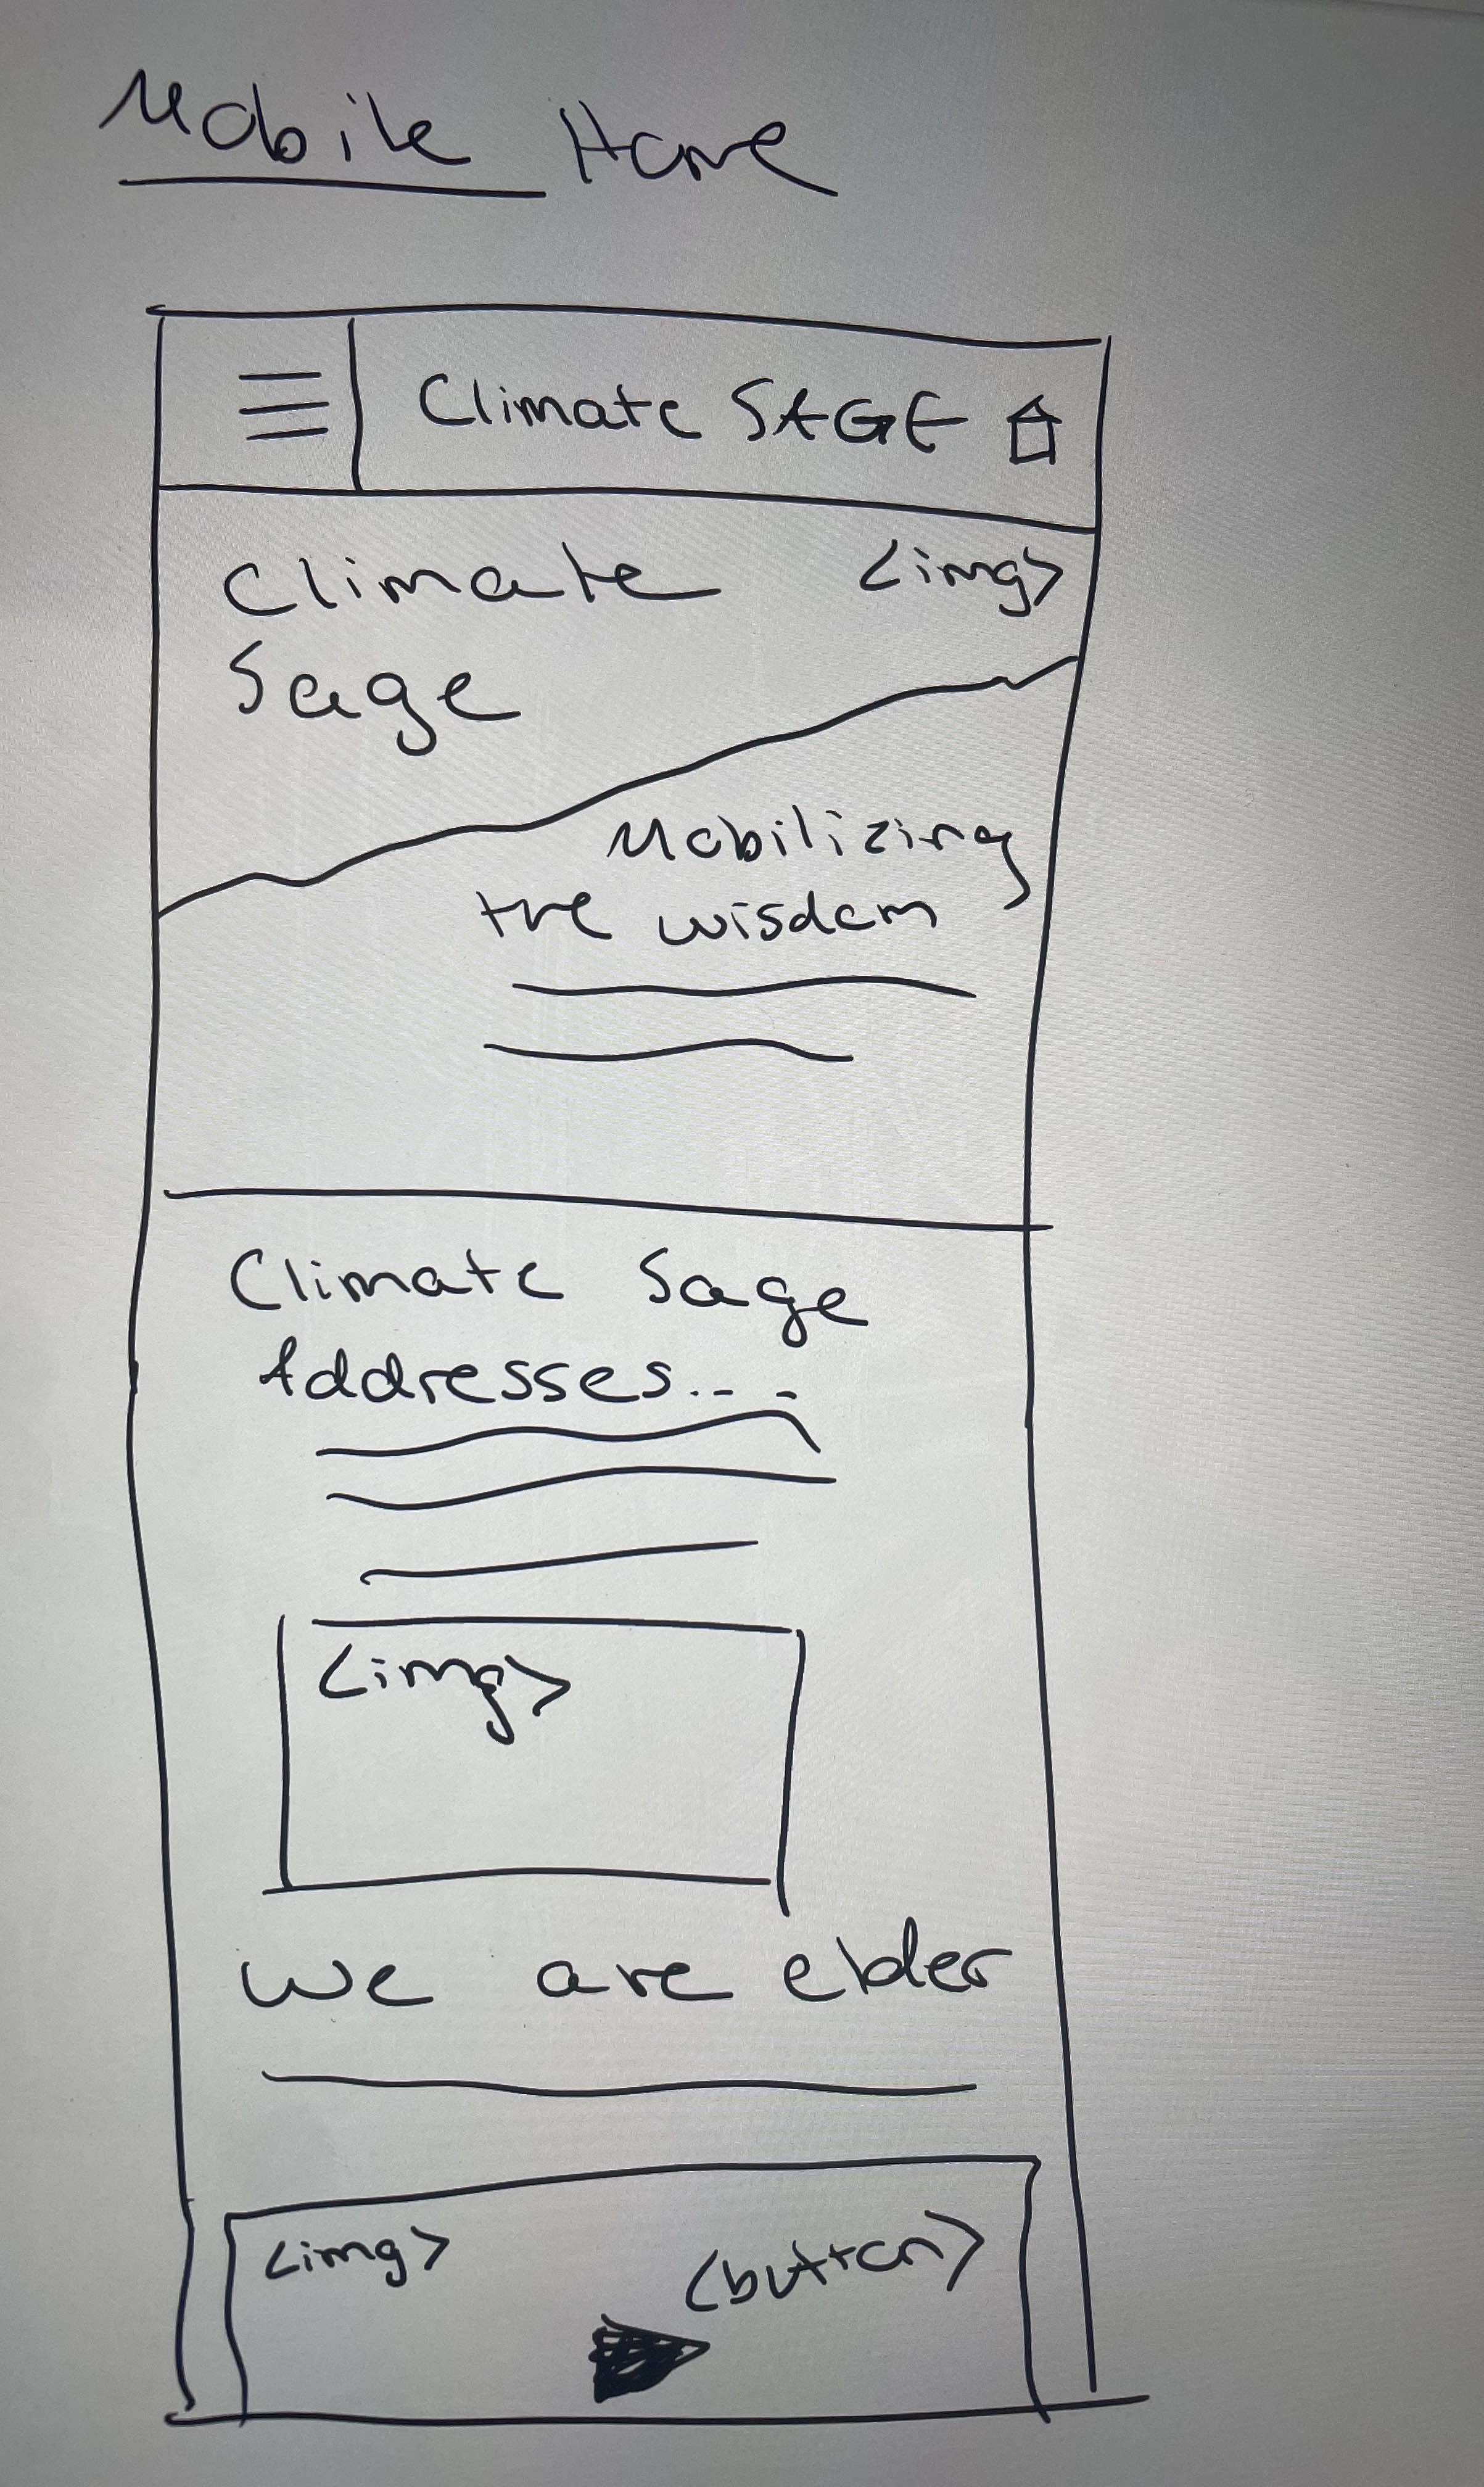 Mobile Home
Climate SAGE
Climate <img>
Sage
Mobilizing
the wisdom
Climate Sage
Addresses...
<img>
we are elder
<img>
<button>